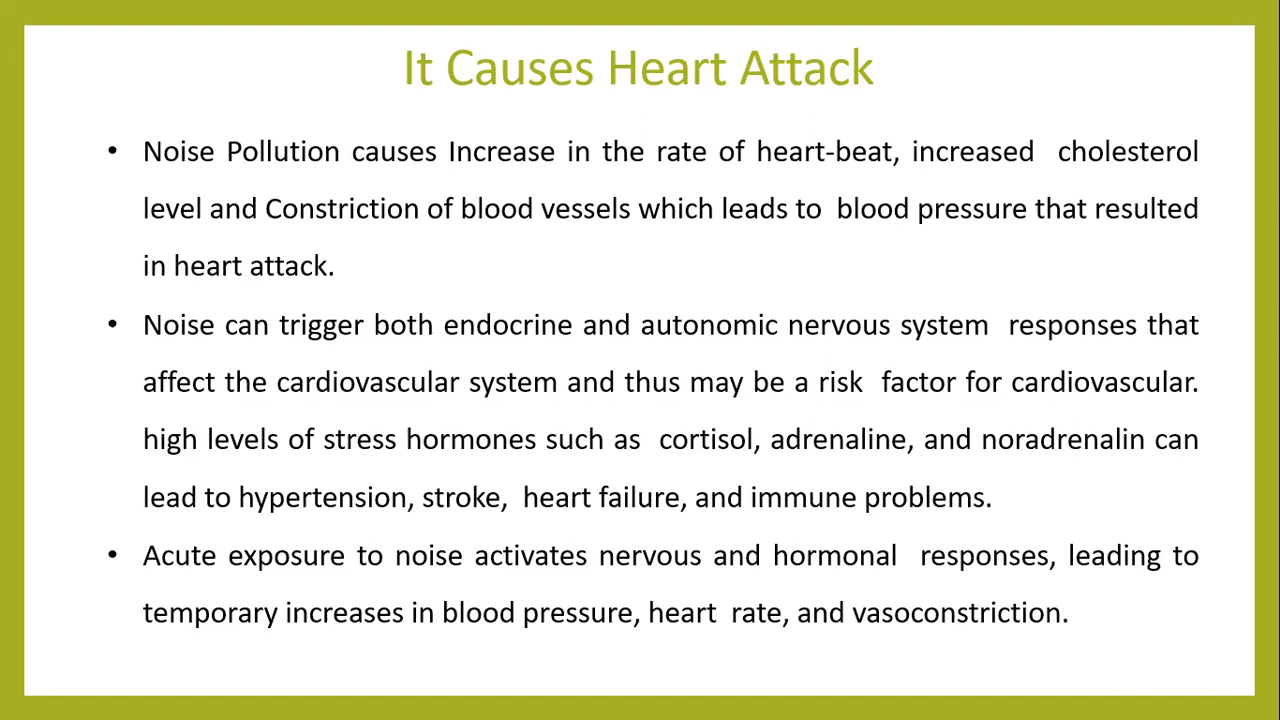 It Causes Heart Attack
• Noise Pollution causes Increase in the rate of heart-beat, increased cholesterol
level and Constriction of blood vessels which leads to blood pressure that resulted
in heart attack.
• Noise can trigger both endocrine and autonomic nervous system responses that
affect the cardiovascular system and thus may be a risk factor for cardiovascular.
high levels of stress hormones such as cortisol, adrenaline, and noradrenalin can
lead to hypertension, stroke, heart failure, and immune problems.
• Acute exposure to noise activates nervous and hormonal responses, leading to
temporary increases in blood pressure, heart rate, and vasoconstriction.